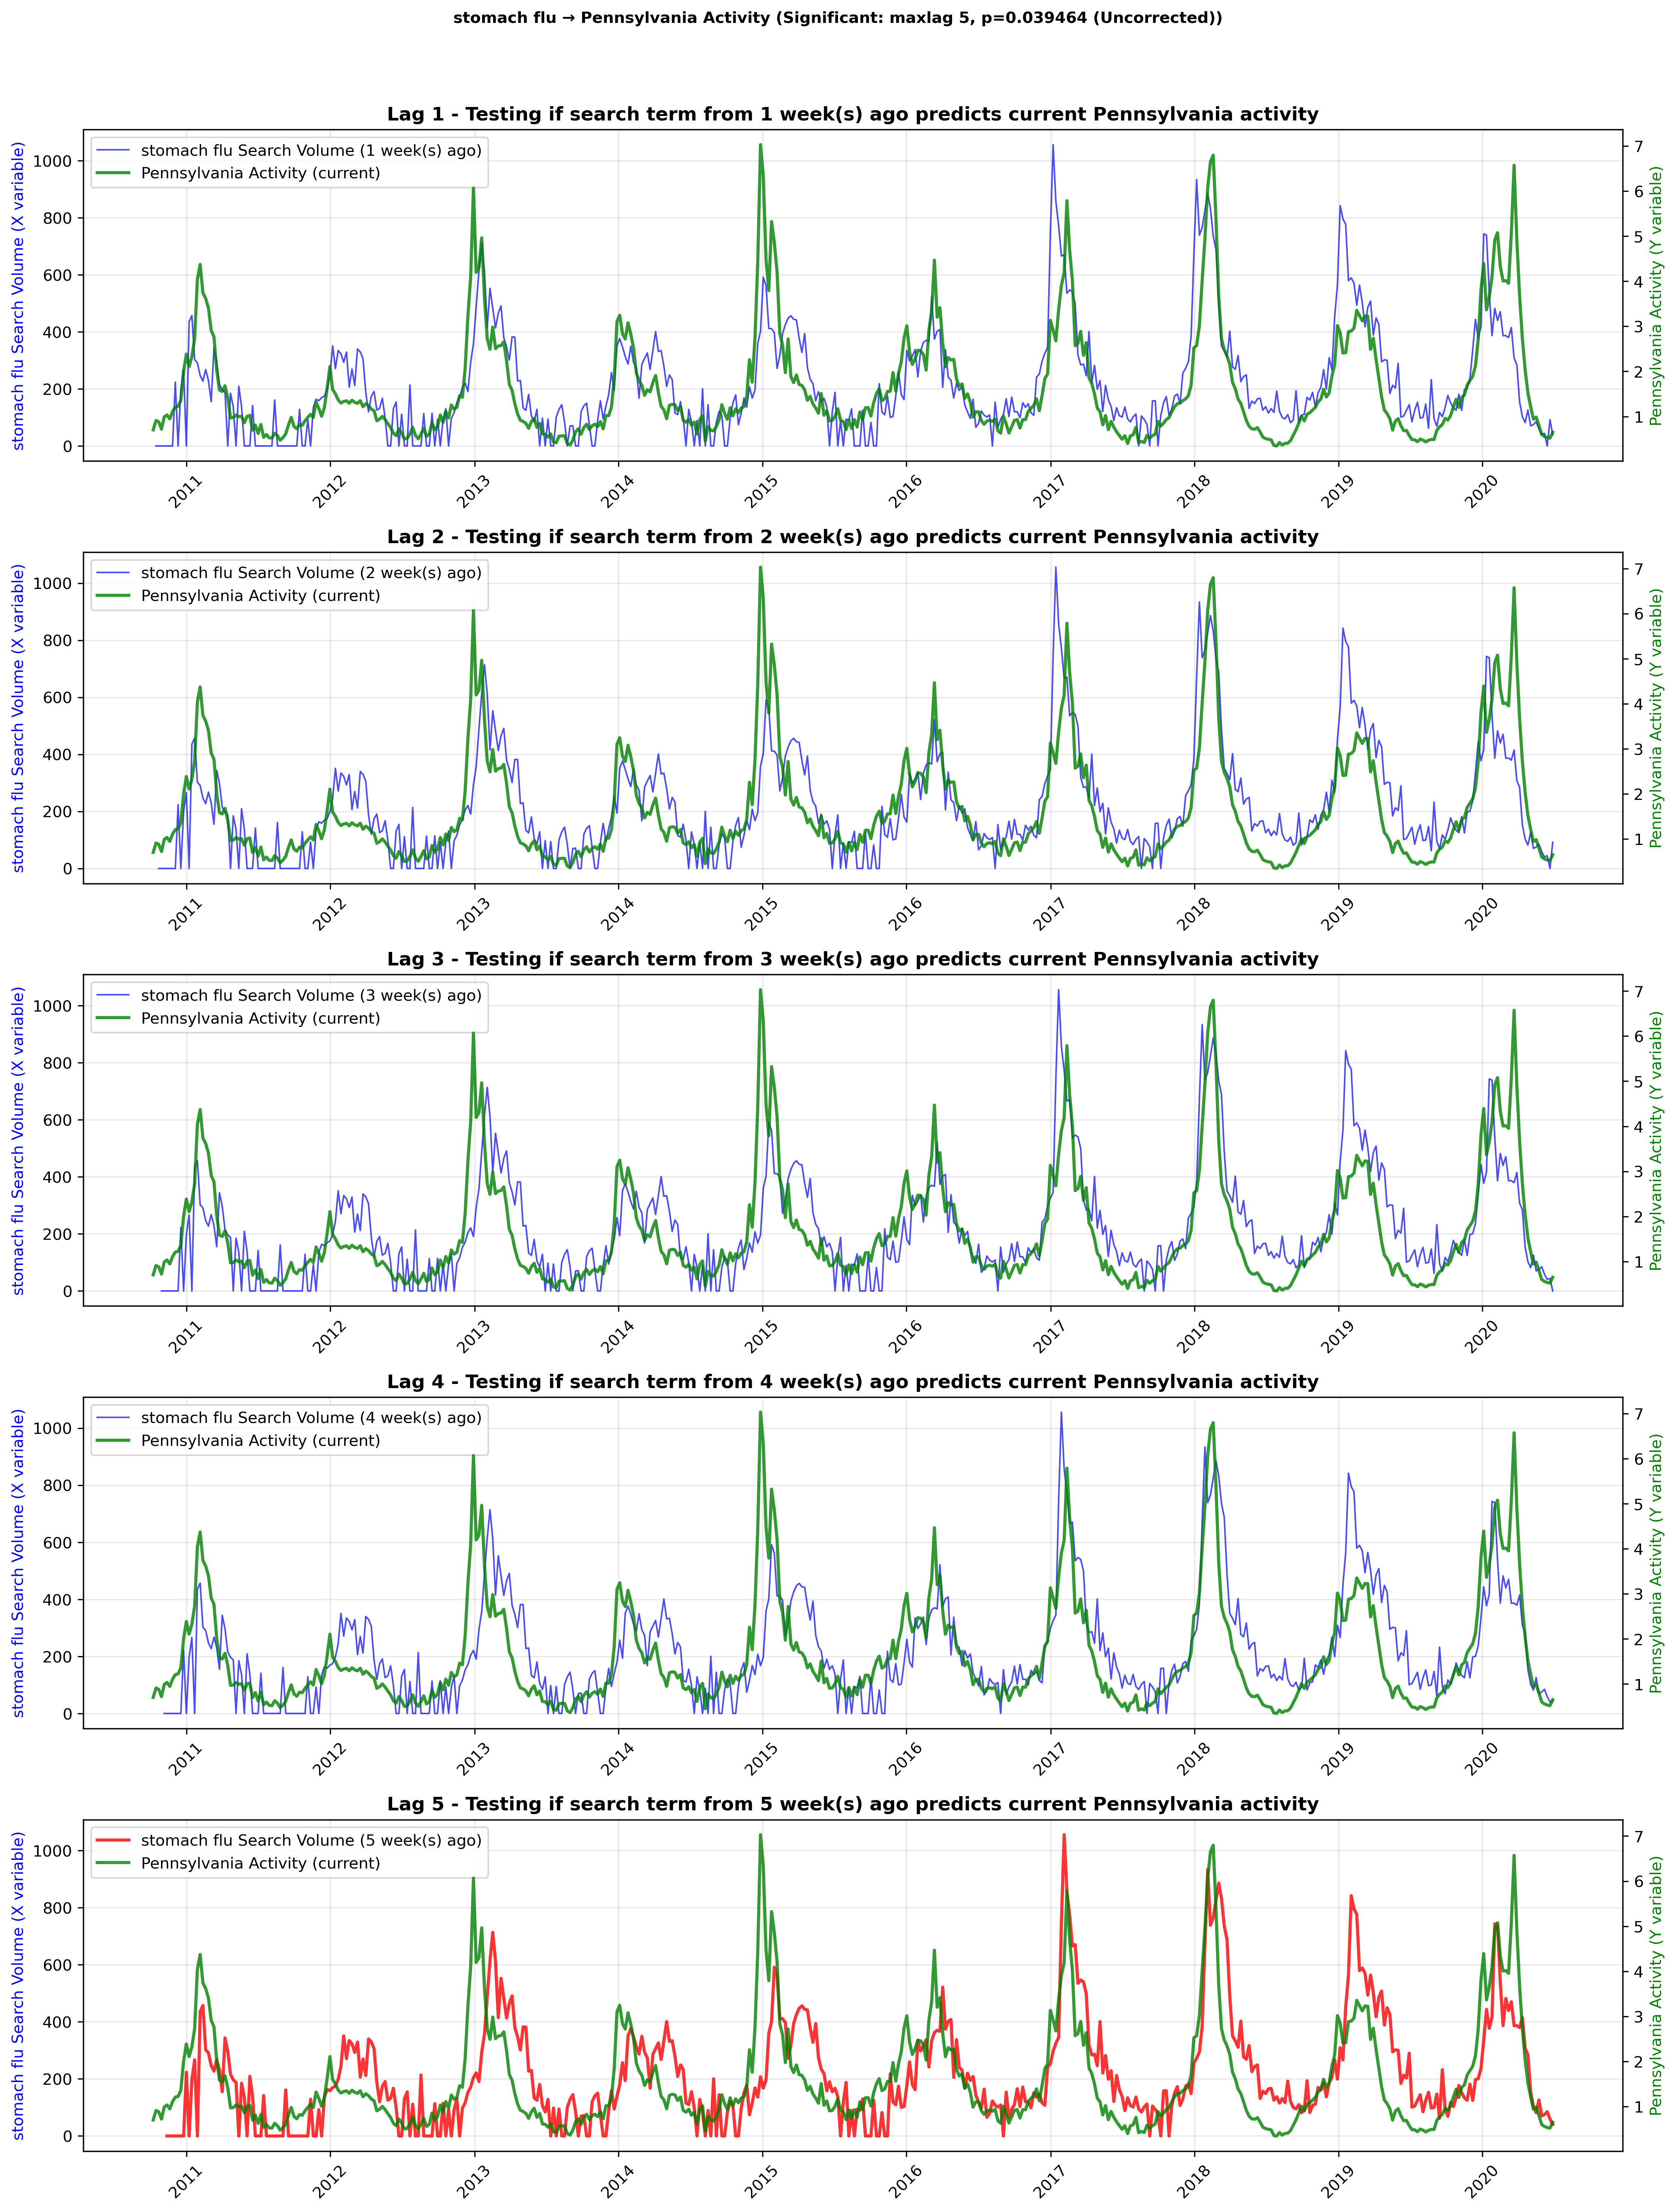 stomach flu → Pennsylvania Activity (Significant: maxlag 5, p=0.039464 (Uncorrected))
Lag 1 - Testing if search term from 1 week(s) ago predicts current Pennsylvania activity
stomach flu Search Volume (1 week(s) ago)
Pennsylvania Activity (current)
stomach flu Search Volume (X variable)
1000
800
600
400
200
0
7
6
5
4
3
2
1
Pennsylvania Activity (Y variable)
2011 2012 2013 2014 2015 2016 2017 2018 2019 2020
Lag 2 - Testing if search term from 2 week(s) ago predicts current Pennsylvania activity
stomach flu Search Volume (2 week(s) ago)
Pennsylvania Activity (current)
stomach flu Search Volume (X variable)
1000
800
600
400
200
0
7
6
5
4
3
2
1
Pennsylvania Activity (Y variable)
2011 2012 2013 2014 2015 2016 2017 2018 2019 2020
Lag 3 - Testing if search term from 3 week(s) ago predicts current Pennsylvania activity
stomach flu Search Volume (3 week(s) ago)
Pennsylvania Activity (current)
stomach flu Search Volume (X variable)
1000
800
600
400
200
0
7
6
5
4
3
2
1
Pennsylvania Activity (Y variable)
2011 2012 2013 2014 2015 2016 2017 2018 2019 2020
Lag 4 - Testing if search term from 4 week(s) ago predicts current Pennsylvania activity
stomach flu Search Volume (4 week(s) ago)
Pennsylvania Activity (current)
stomach flu Search Volume (X variable)
1000
800
600
400
200
0
7
6
5
4
3
2
1
Pennsylvania Activity (Y variable)
2011 2012 2013 2014 2015 2016 2017 2018 2019 2020
Lag 5 - Testing if search term from 5 week(s) ago predicts current Pennsylvania activity
stomach flu Search Volume (5 week(s) ago)
Pennsylvania Activity (current)
stomach flu Search Volume (X variable)
1000
800
600
400
200
0
7
6
5
4
3
2
1
Pennsylvania Activity (Y variable)
2011 2012 2013 2014 2015 2016 2017 2018 2019 2020